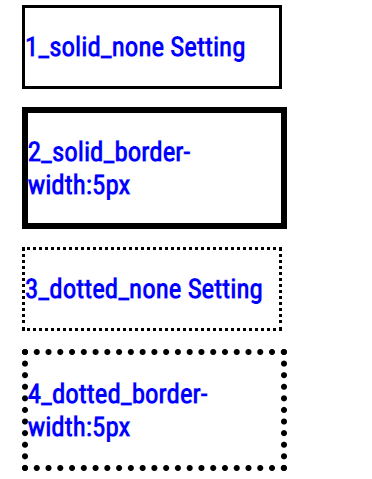 1_solid_none Setting
2_solid_border-
width:5px
3_dotted_none Setting
4_dotted_border-
width:5px